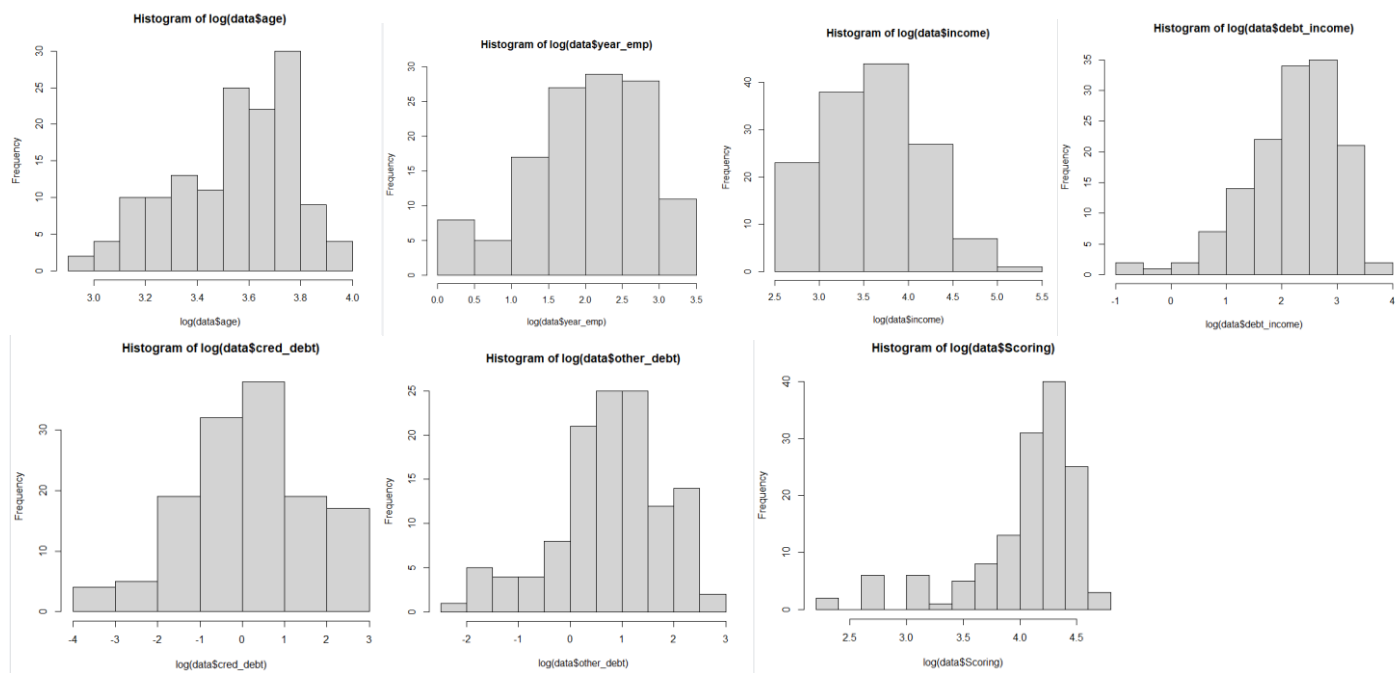 Histogram of log(data$age)
Frequency
0 5 10 15 20 25 30
3.0 3.2 3.4 3.6 3.8 4.0
log(data$age)
Histogram of log(data$year_emp)
Frequency
0 5 10 15 20 25 30
0.0 0.5 1.0 1.5 2.0 2.5 3.0 3.5
log(data$year_emp)
Histogram of log(data$income)
Frequency
0 10 20 30 40
2.5 3.0 3.5 4.0 4.5 5.0 5.5
log(data$income)
Histogram of log(data$debt_income)
Frequency
0 5 10 15 20 25 30 35
-1 0 1 2 3 4
log(data$debt_income)
Histogram of log(data$cred_debt)
Frequency
0 10 20 30
-4 -3 -2 -1 0 1 2 3
log(data$cred_debt)
Histogram of log(data$other_debt)
Frequency
0 5 10 15 20 25
-2 -1 0 1 2 3
log(data$other_debt)
Histogram of log(data$Scoring)
Frequency
0 10 20 30 40
2.5 3.0 3.5 4.0 4.5
log(data$Scoring)